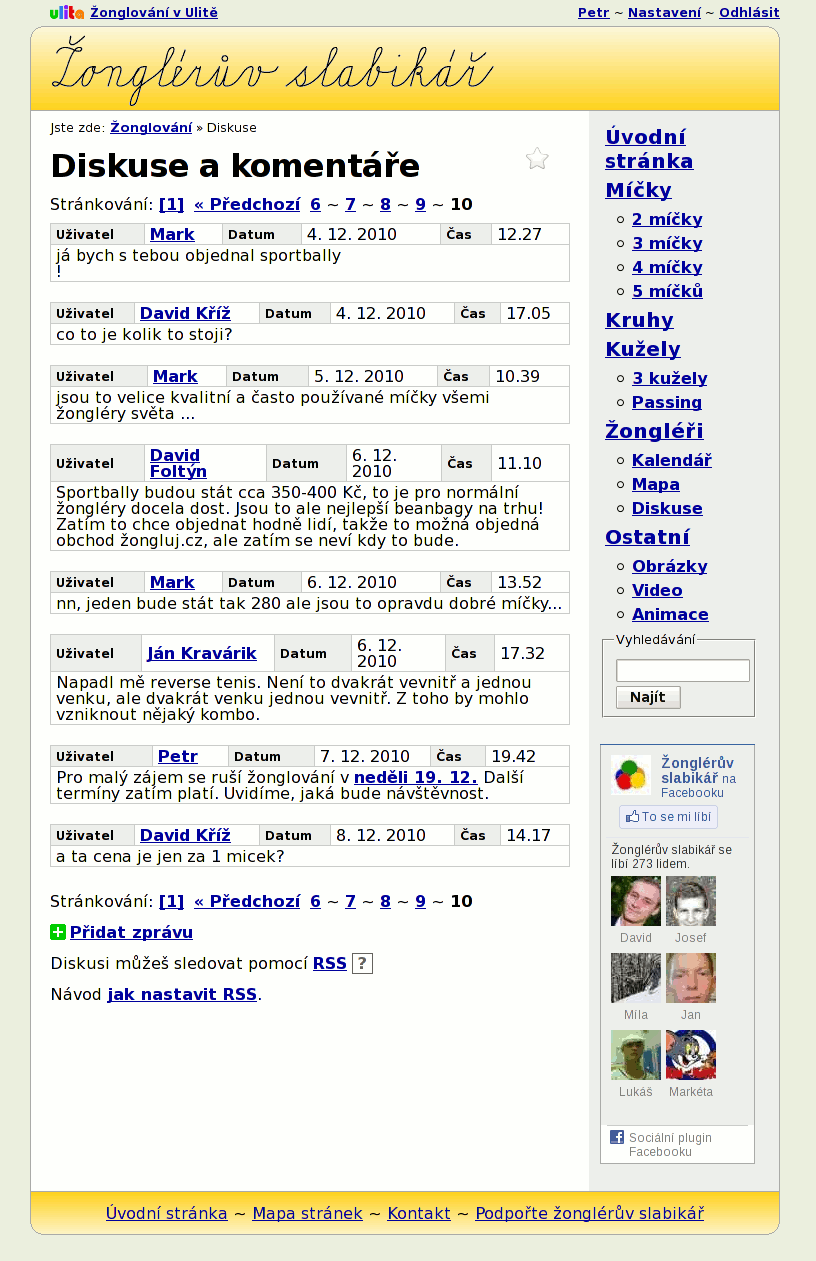 ulita Žonglování v Ulitě
Petr ~ Nastavení ~ Odhlásit
Žonglérův slabikář
Jste zde: Žonglování » Diskuse
Diskuse a komentáře
Stránkování: [1] « Předchozí 6 ~ 7 ~ 8 ~ 9 ~ 10
Uživatel Mark Datum 4. 12. 2010 Čas 12.27
já bych s tebou objednal sportbally
!
Uživatel David Kříž Datum 4. 12. 2010 Čas 17.05
co to je kolik to stoji?
Uživatel Mark Datum 5. 12. 2010 Čas 10.39
jsou to velice kvalitní a často používané míčky všemi
žongléry světa ...
Uživatel David Foltýn Datum 6. 12. 2010 Čas 11.10
Sportbally budou stát cca 350-400 Kč, to je pro normální
žongléry docela dost. Jsou to ale nejlepší beanbagy na trhu!
Zatím to chce objednat hodně lidí, takže to možná objedná
obchod žongluj.cz, ale zatím se neví kdy to bude.
Uživatel Mark Datum 6. 12. 2010 Čas 13.52
nn, jeden bude stát tak 280 ale jsou to opravdu dobré míčky...
Uživatel Ján Kravárik Datum 6. 12. 2010 Čas 17.32
Napadl mě reverse tenis. Není to dvakrát vevnitř a jednou
venku, ale dvakrát venku jednou vevnitř. Z toho by mohlo
vzniknout nějaký kombo.
Uživatel Petr Datum 7. 12. 2010 Čas 19.42
Pro malý zájem se ruší žonglování v neděli 19. 12. Další
termíny zatím platí. Uvidíme, jaká bude návštěvnost.
Uživatel David Kříž Datum 8. 12. 2010 Čas 14.17
a ta cena je jen za 1 micek?
Stránkování: [1] « Předchozí 6 ~ 7 ~ 8 ~ 9 ~ 10
Přidat zprávu
Diskusi můžeš sledovat pomocí RSS ?
Návod jak nastavit RSS.
Úvodní
stránka
Míčky
2 míčky
3 míčky
4 míčky
5 míčků
Kruhy
Kužely
3 kužely
Passing
Žongléři
Kalendář
Mapa
Diskuse
Ostatní
Obrázky
Video
Animace
Vyhledávání
Najít
Žonglérův
slabikář na
Facebooku
To se mi líbí
Žonglérův slabikář se
líbí 273 lidem.
David Josef
Míla Jan
Lukáš Markéta
Sociální plugin
Facebooku
Úvodní stránka ~ Mapa stránek ~ Kontakt ~ Podpořte žonglérův slabikář